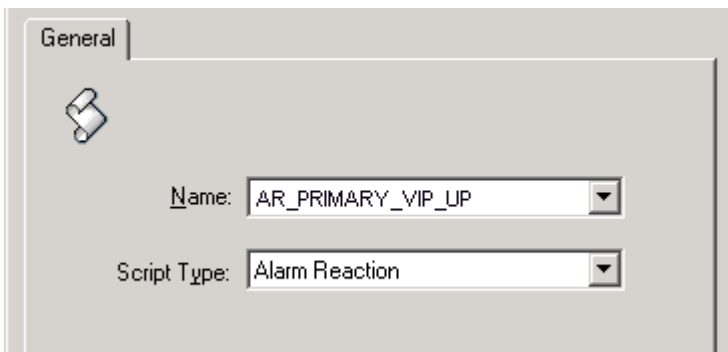 General
Name: AR_PRIMARY_VIP_UP
Script Type: Alarm Reaction